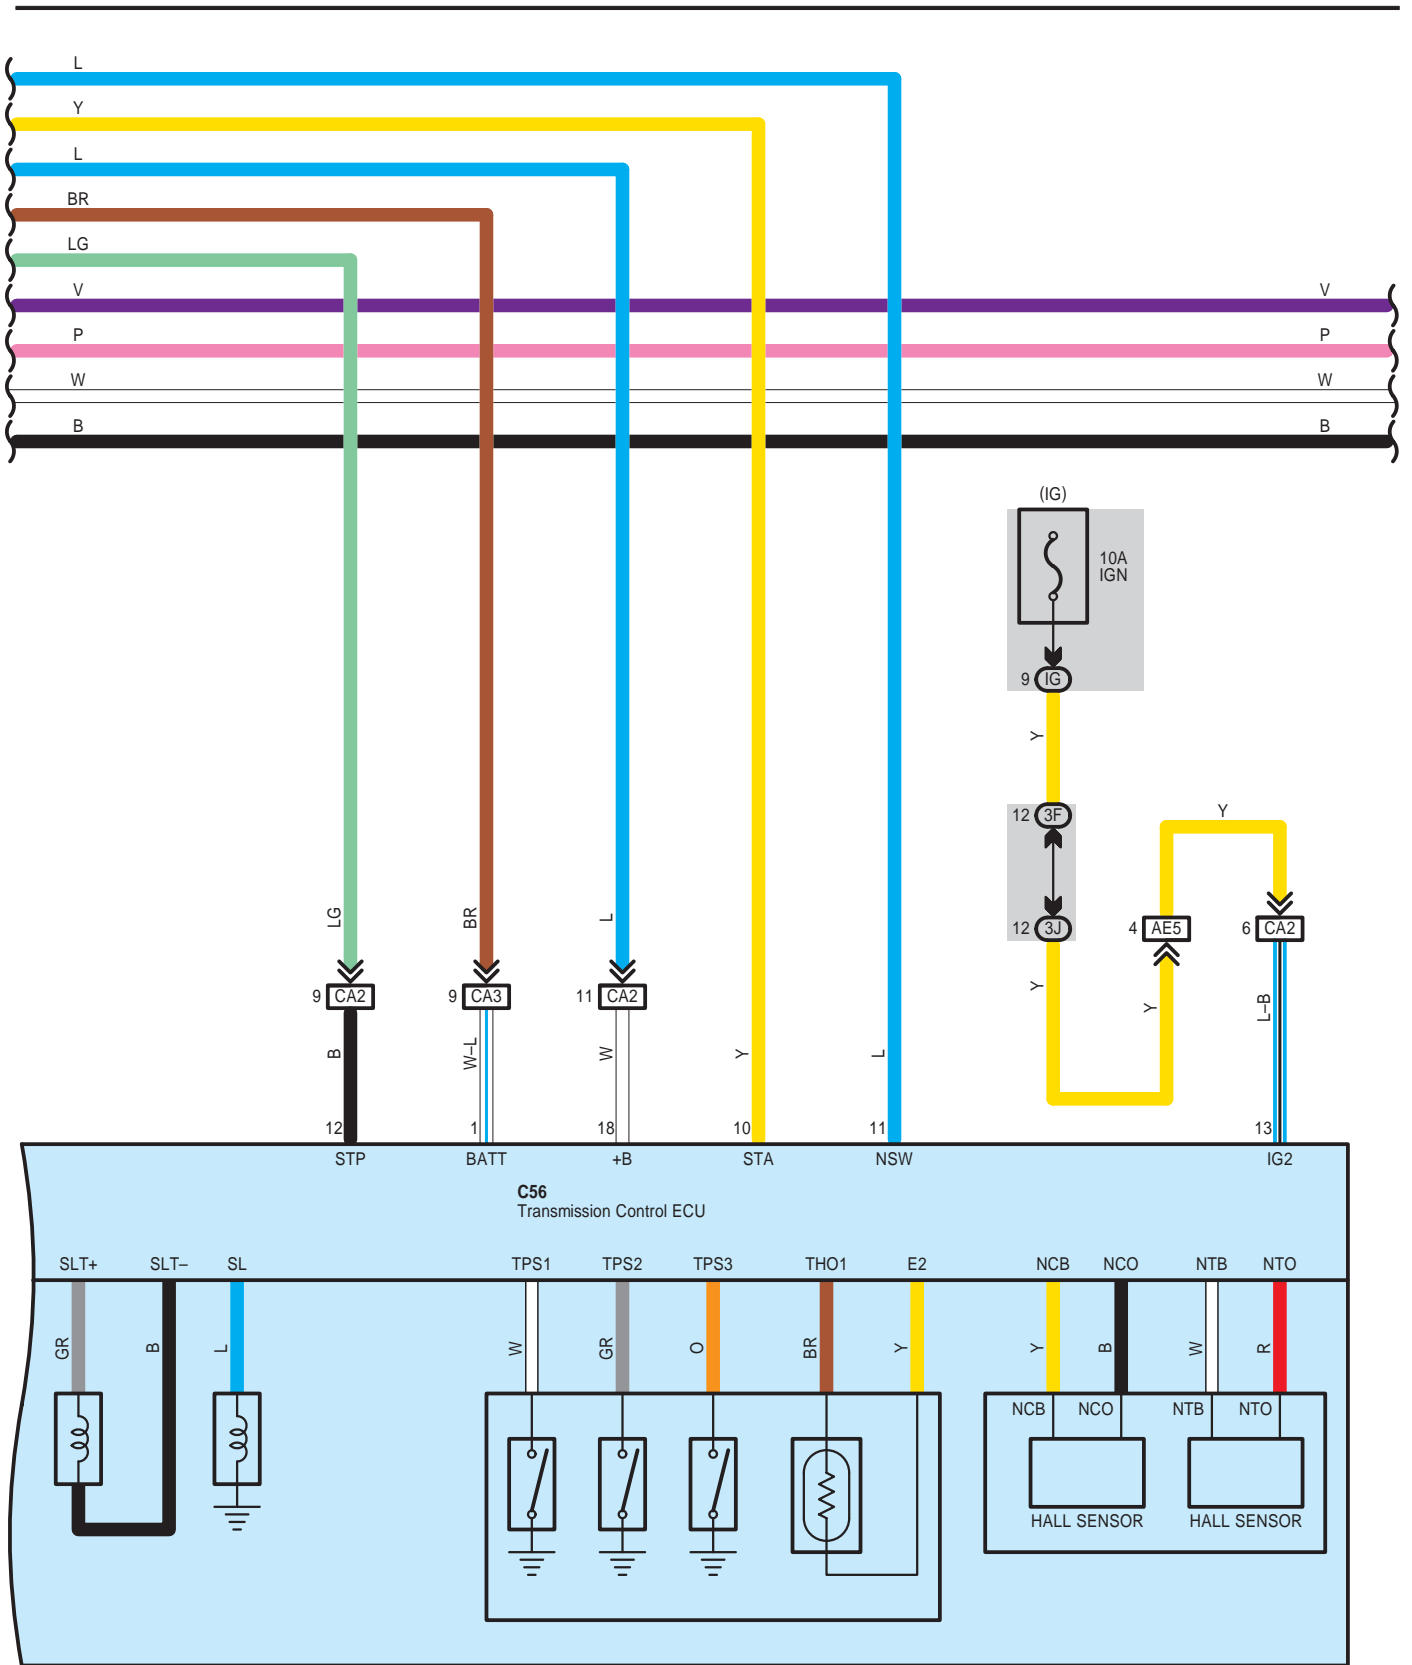 L
Y
L
BR
LG
V V
P P
W W
B B
(IG)
10A
IGN
9 IG
Y
12 3F
Y
LG BR L
12 3J 4 AE5 6 CA2
9 CA2 9 CA3 11 CA2
Y Y L–B
B W–L W Y L
12 1 18 10 11 13
STP BATT +B STA NSW IG2
C56
Transmission Control ECU
SLT+ SLT– SL TPS1 TPS2 TPS3 THO1 E2 NCB NCO NTB NTO
GR B L W GR O BR Y Y B W R
NCB NCO NTB NTO
HALL SENSOR HALL SENSOR